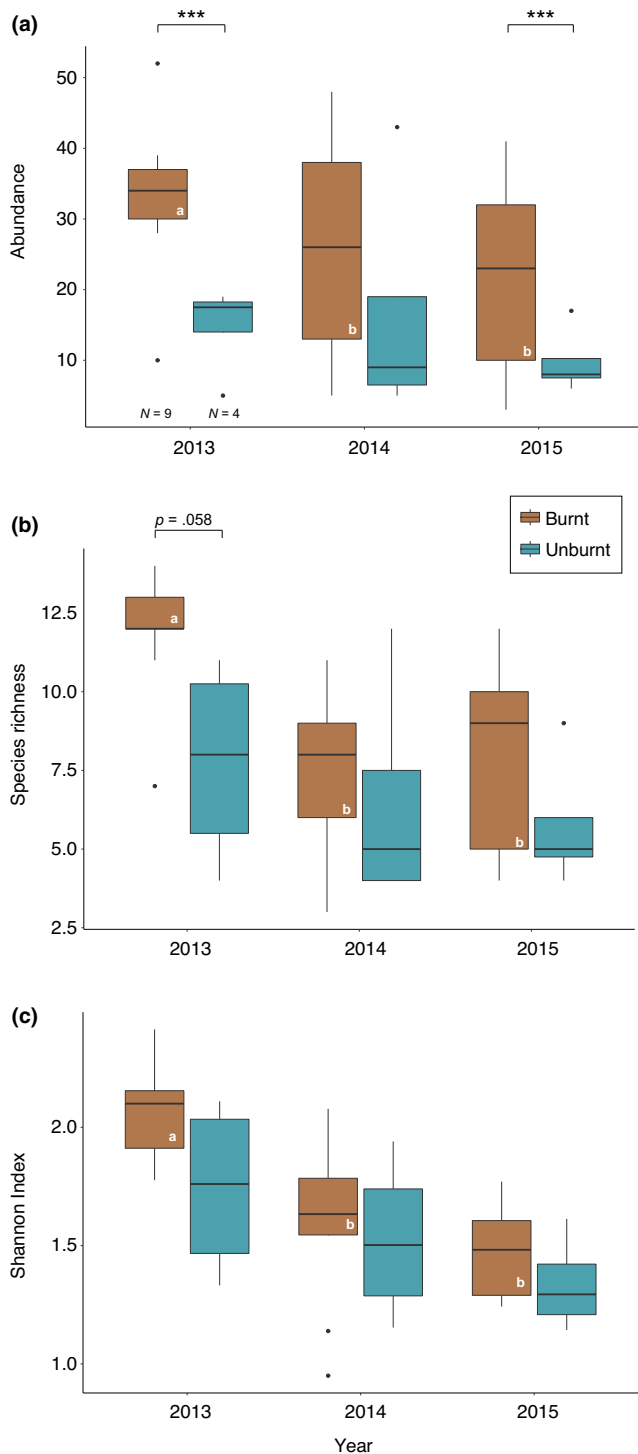 (a)
*** ***
Abundance
50
40
30
20
10
a
b
b
N = 9 N = 4
2013 2014 2015
(b)
p = .058
Burnt
Unburnt
Species richness
12.5
10.0
7.5
5.0
2.5
a
b
b
2013 2014 2015
(c)
Shannon Index
2.0
1.5
1.0
a
b
b
2013 2014 2015
Year